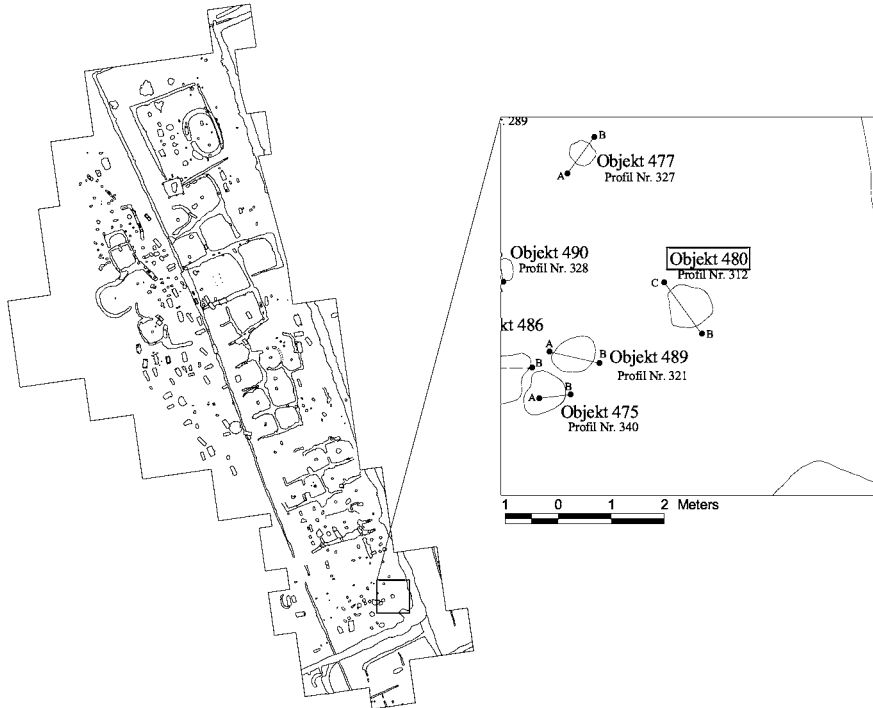 . 289
B
Objekt 477
A
Profil Nr. 327
Objekt 490
Profil Nr. 328
Objekt 480
Profil Nr. 312
C
B
kt 486
A
B
Objekt 489
Profil Nr. 321
B
A
B
Objekt 475
Profil Nr. 340
1 0 1 2 Meters